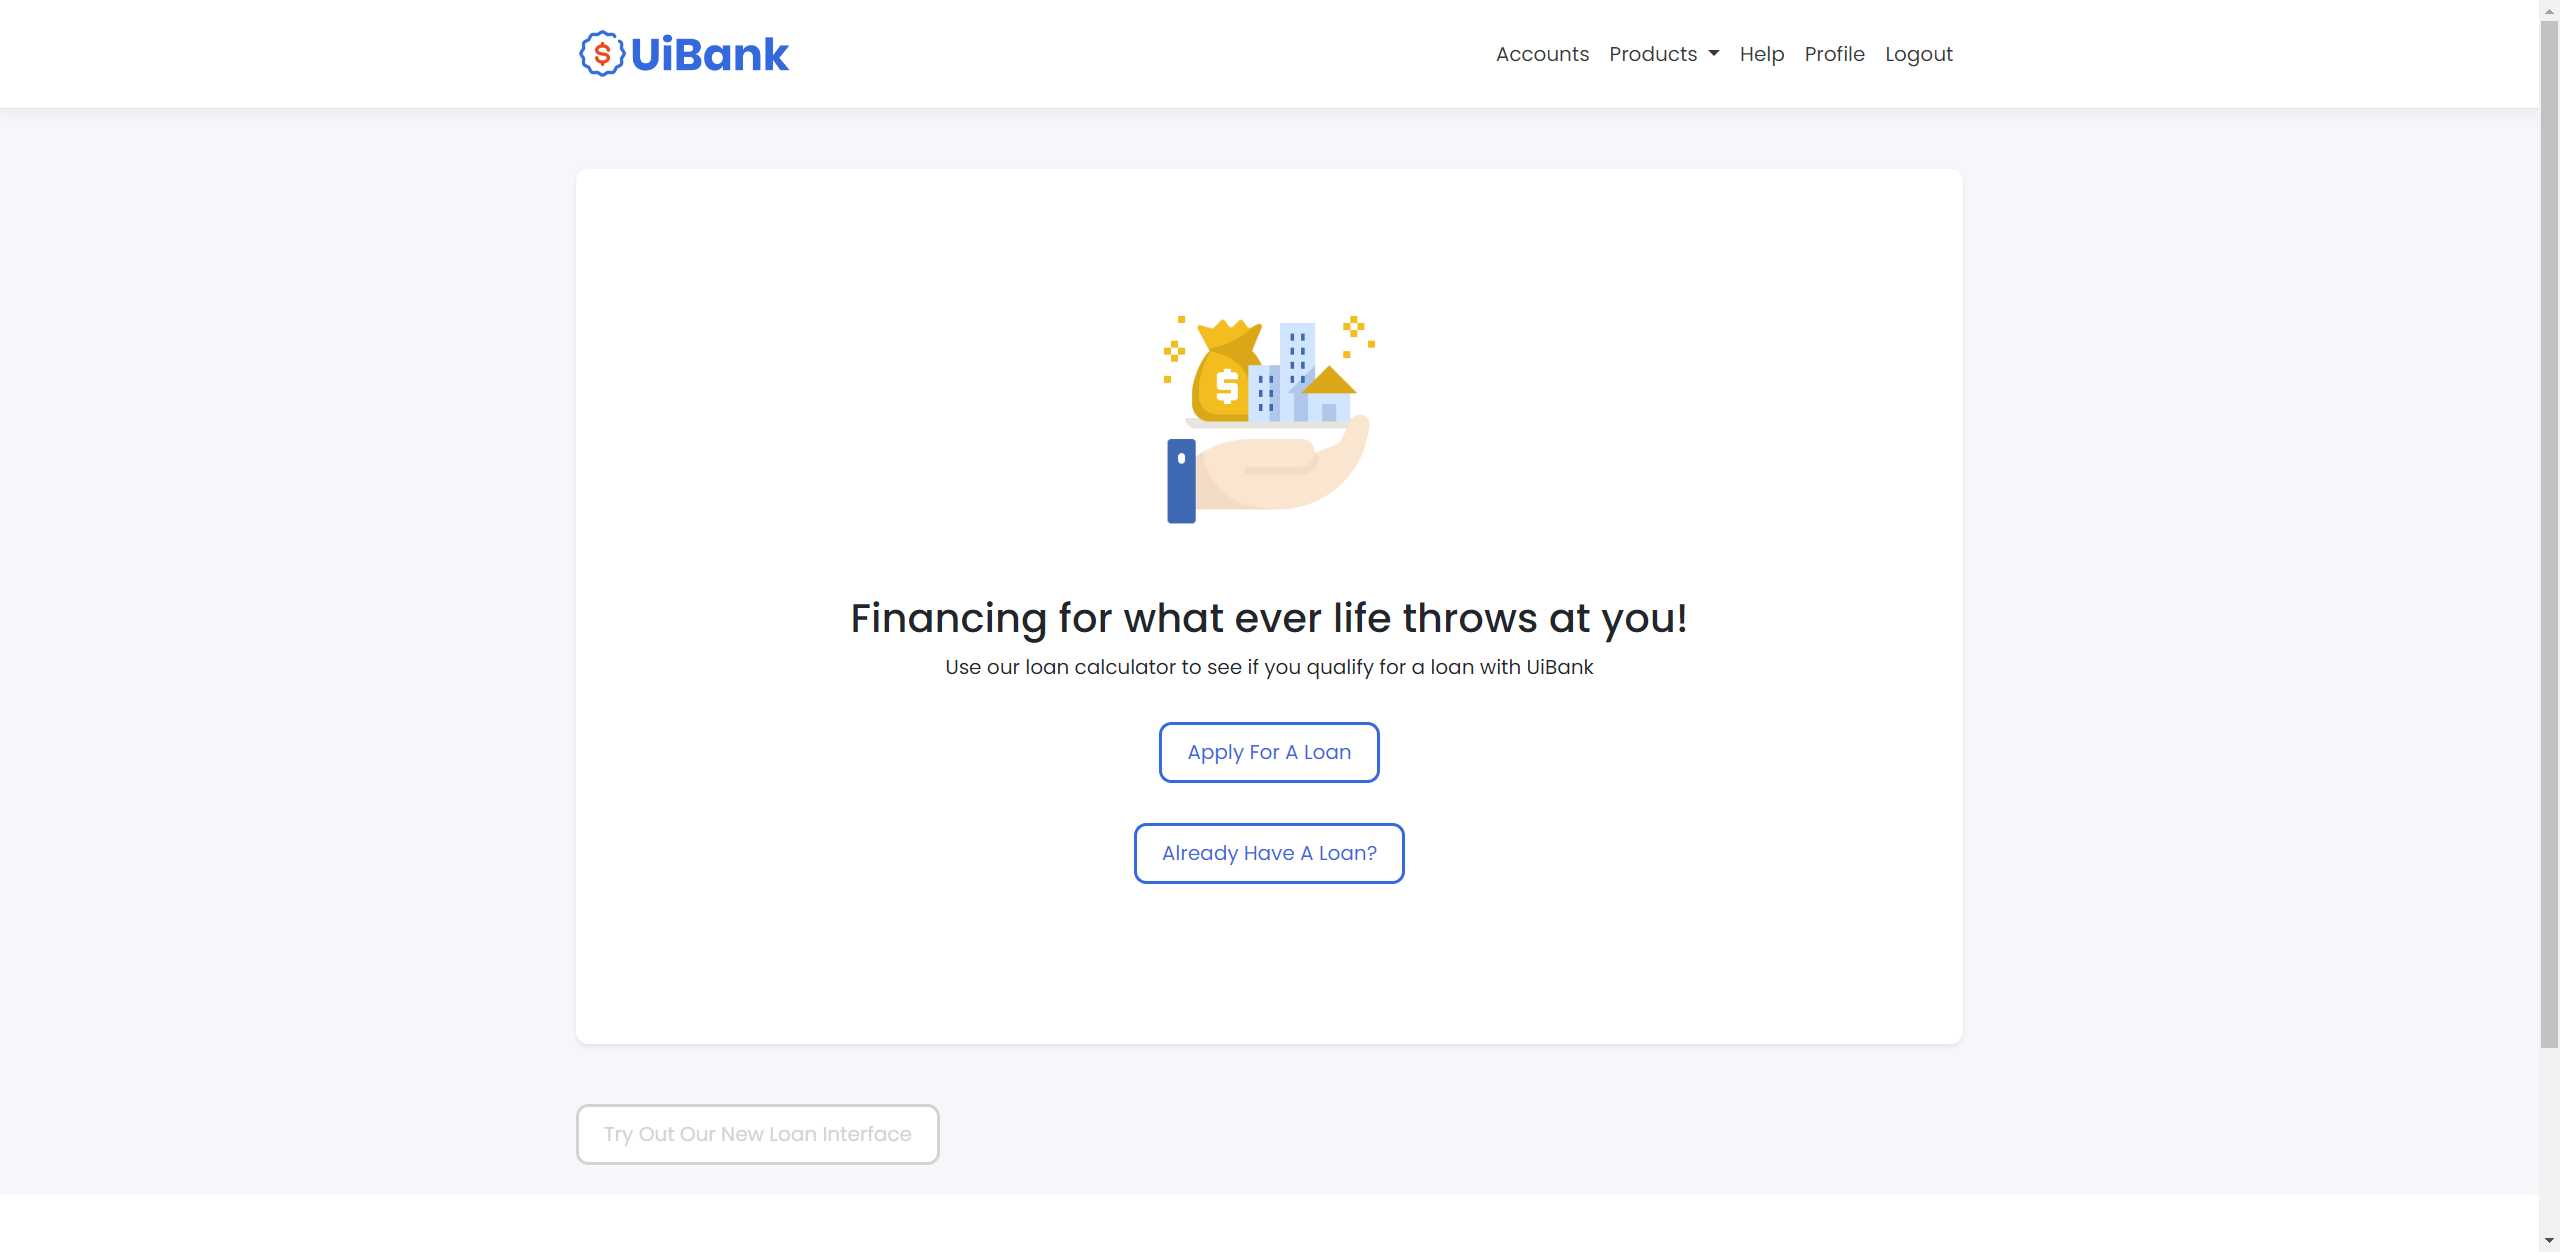 $ UiBank
Accounts Products Help Profile Logout
$
Financing for what ever life throws at you!
Use our loan calculator to see if you qualify for a loan with UiBank
Apply For A Loan
Already Have A Loan?
Try Out Our New Loan Interface